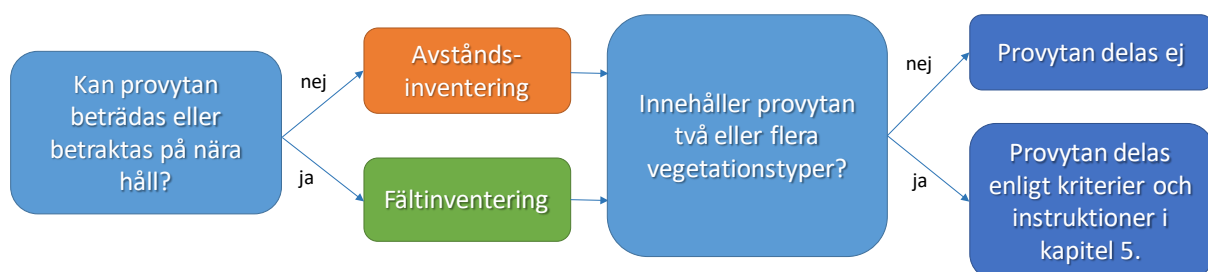 Kan provytan
beträdas eller
betraktas på nära
håll?
nej
ja
Avstånds-
inventering
Fältinventering
Innehåller provytan
två eller flera
vegetationstyper?
nej
ja
Provytan delas ej
Provytan delas
enligt kriterier och
instruktioner i
kapitel 5.